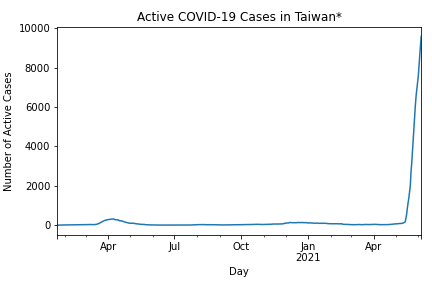 Active COVID-19 Cases in Taiwan*
Number of Active Cases
10000
8000
6000
4000
2000
0
Apr
Jul
Oct
Jan
2021
Apr
Day